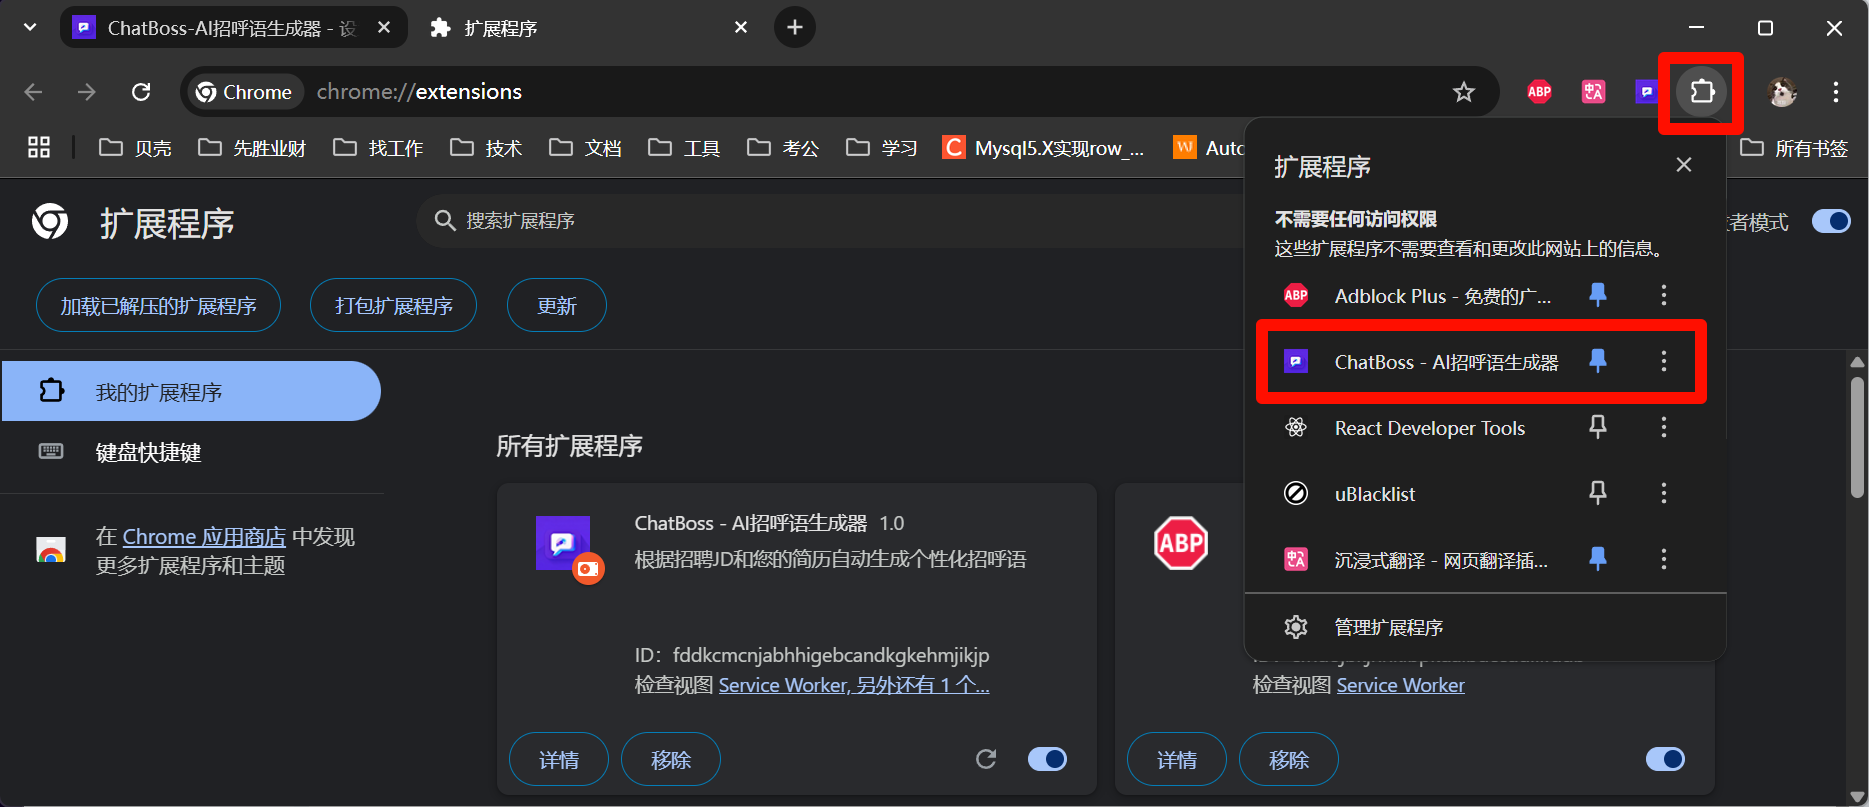 ChatBoss-AI招呼语生成器 - 设
扩展程序
Chrome
chrome://extensions
ABP
贝壳
先胜业财
找工作
技术
文档
工具
考公
学习
Mysql5.X实现row_...
所有书签
扩展程序
搜索扩展程序
者模式
加载已解压的扩展程序
打包扩展程序
更新
我的扩展程序
键盘快捷键
在 Chrome 应用商店 中发现
更多扩展程序和主题
所有扩展程序
ChatBoss - AI招呼语生成器 1.0
根据招聘JD和您的简历自动生成个性化招呼语
ID：fddkcmcnjabhhigebcandkgkehmjikjp
检查视图 Service Worker, 另外还有 1 个...
详情
移除
ABP
检查视图 Service Worker
详情
移除
扩展程序
不需要任何访问权限
这些扩展程序不需要查看和更改此网站上的信息。
ABP
Adblock Plus - 免费的广...
ChatBoss - AI招呼语生成器
React Developer Tools
uBlacklist
沉浸式翻译 - 网页翻译插...
管理扩展程序